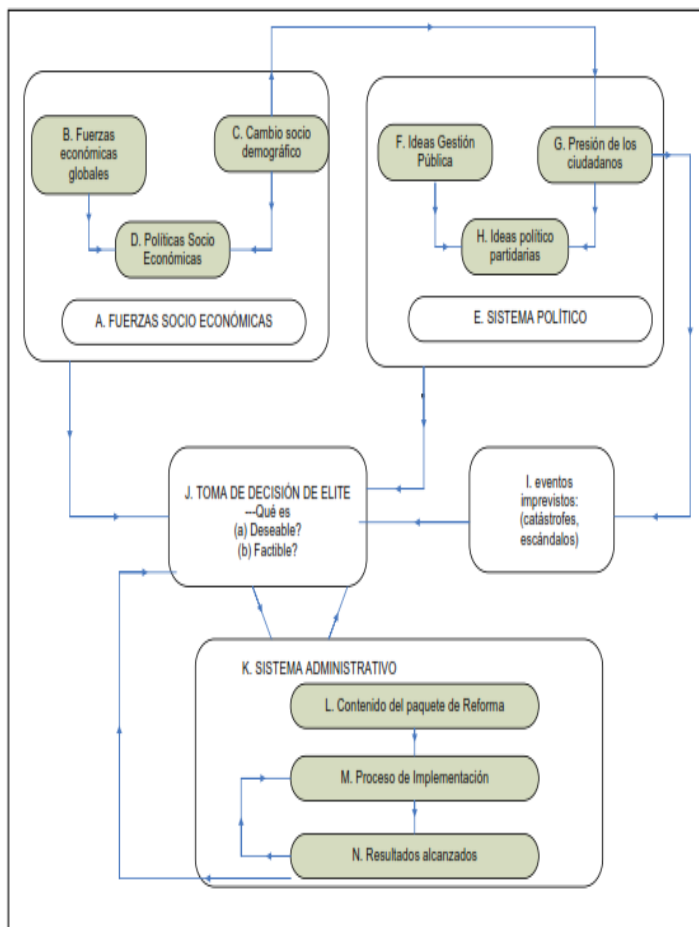 B. Fuerzas
económicas
globales
C. Cambio socio
demográfico
D. Políticas Socio
Económicas
A. FUERZAS SOCIO ECONÓMICAS
F. Ideas Gestión
Pública
G. Presión de los
ciudadanos
H. Ideas político
partidarias
E. SISTEMA POLÍTICO
J. TOMA DE DECISIÓN DE ELITE
---Qué es
(a) Deseable?
(b) Factible?
I. eventos
imprevistos:
(catástrofes,
escándalos)
K. SISTEMA ADMINISTRATIVO
L. Contenido del paquete de Reforma
M. Proceso de Implementación
N. Resultados alcanzados